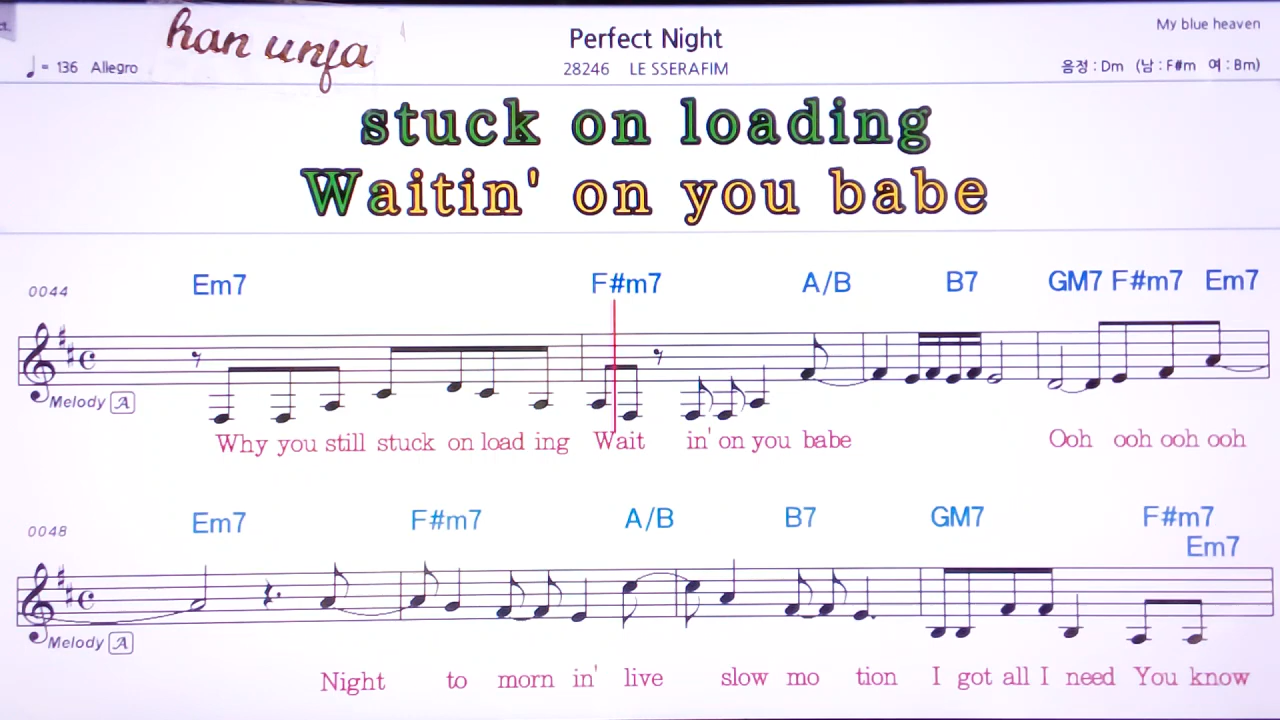 han unfa
Perfect Night
My blue heaven
♩ = 136 Allegro
28246 LE SSERAFIM
음정 : Dm (남 : F#m 여 : Bm)
stuck on loading
Waitin' on you babe
0044 Em7 F#m7 A/B B7 GM7 F#m7 Em7
Melody A
Why you still stuck on load ing Wait in' on you babe Ooh ooh ooh ooh
0048 Em7 F#m7 A/B B7 GM7 F#m7
Em7
Melody A
Night to morn in' live slow mo tion I got all I need You know